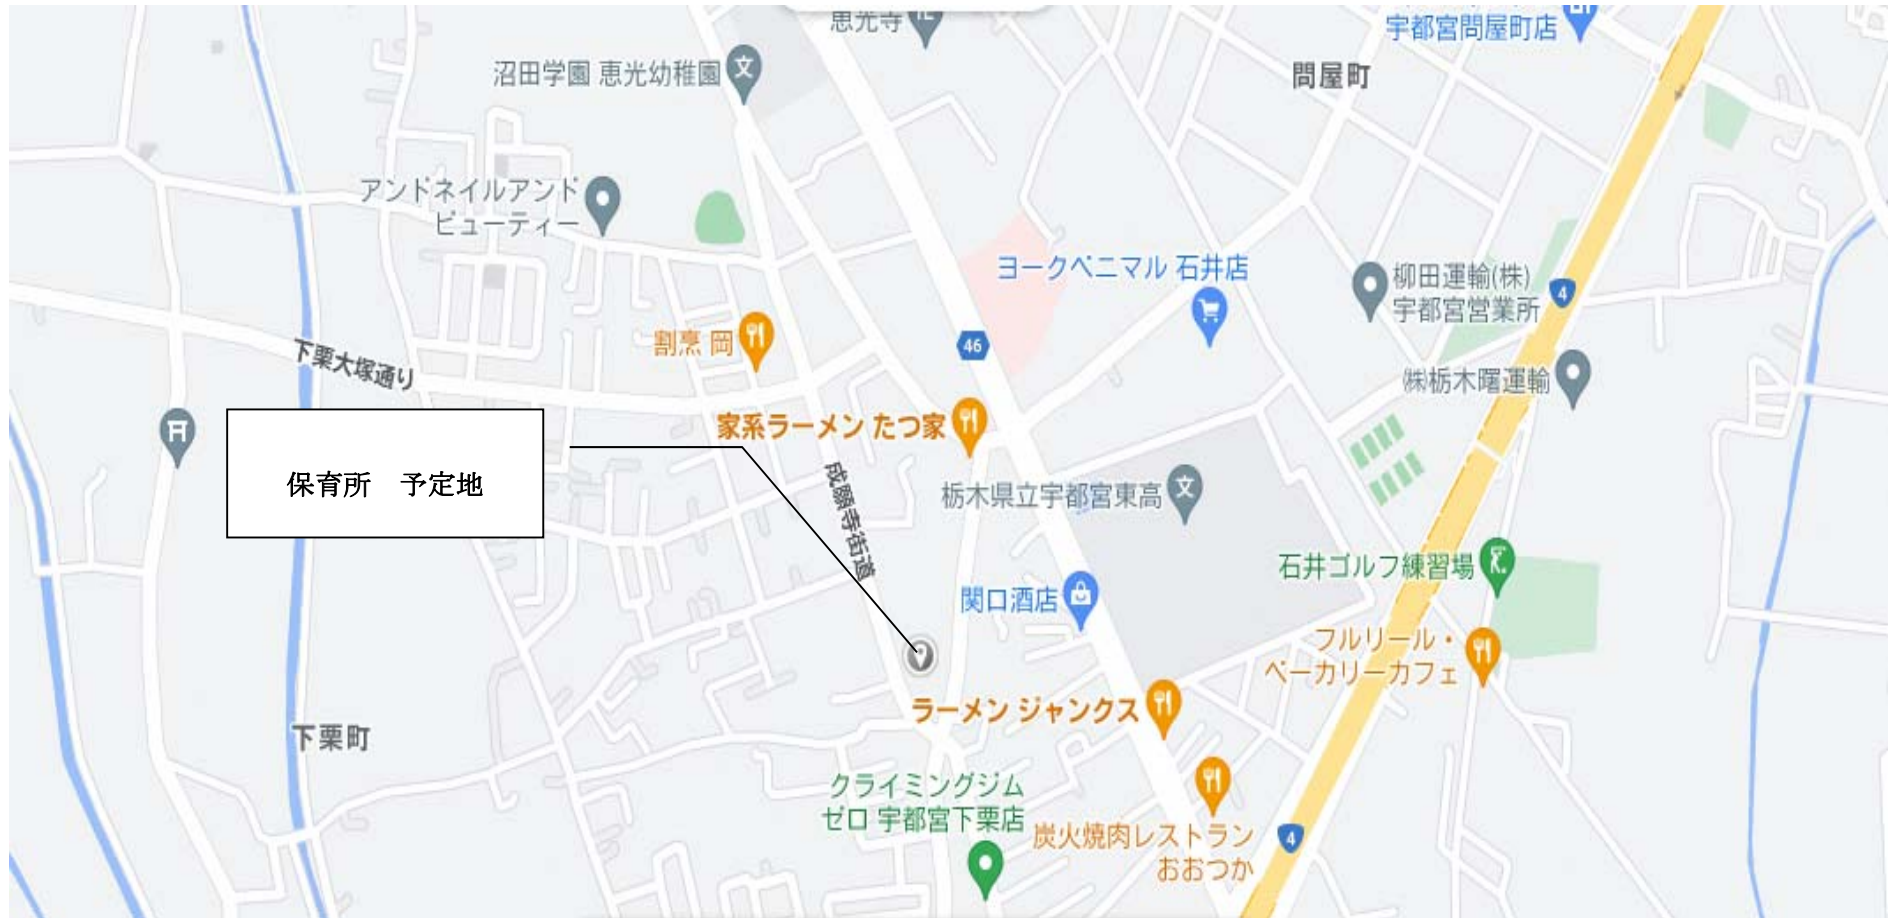 恵光寺
宇都宮問屋町店
沼田学園 恵光幼稚園
問屋町
アンドネイルアンド
ビューティー
ヨークベニマル 石井店
柳田運輸(株)
宇都宮営業所
4
割烹 岡
46
下栗大塚通り
㈱栃木曙運輸
家系ラーメン たつ家
保育所 予定地
栃木県立宇都宮東高
成願寺街道
石井ゴルフ練習場
関口酒店
フルリール・
ベーカリーカフェ
ラーメン ジャンクス
下栗町
クライミングジム
ゼロ 宇都宮下栗店
炭火焼肉レストラン
おおつか
4